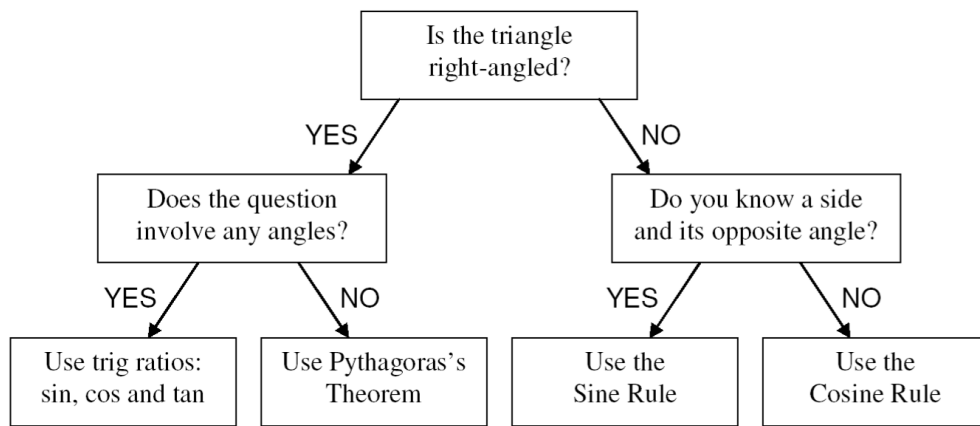 Is the triangle
right-angled?
YES
NO
Does the question
involve any angles?
Do you know a side
and its opposite angle?
YES
NO
YES
NO
Use trig ratios:
sin, cos and tan
Use Pythagoras's
Theorem
Use the
Sine Rule
Use the
Cosine Rule